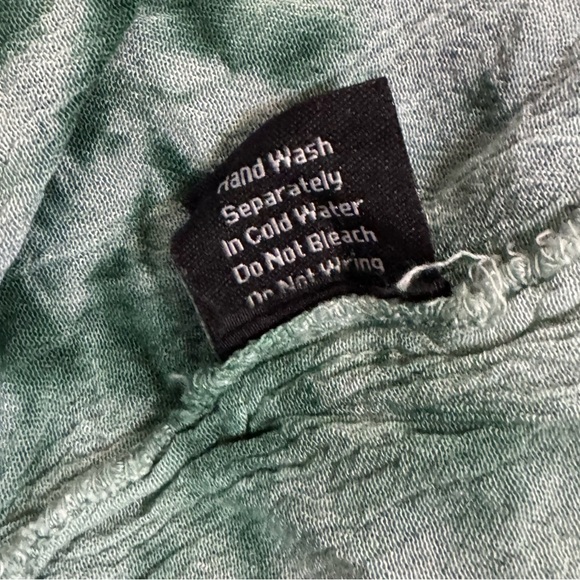 Hand Wash
Separately
In Cold Water
Do Not Bleach
Do Not Wring